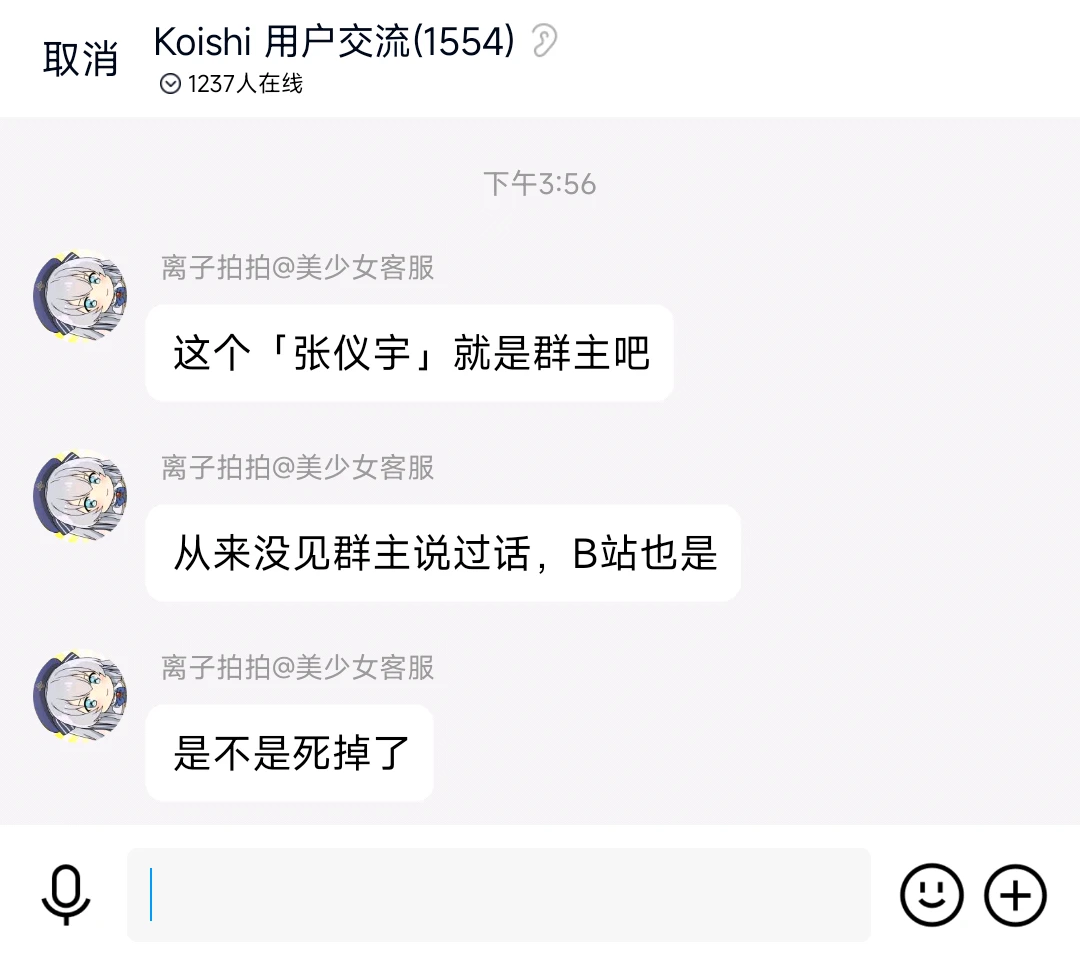 取消
Koishi 用户交流(1554)
1237人在线
下午3:56
离子拍拍@美少女客服
这个「张仪宇」就是群主吧
离子拍拍@美少女客服
从来没见群主说过话，B站也是
离子拍拍@美少女客服
是不是死掉了